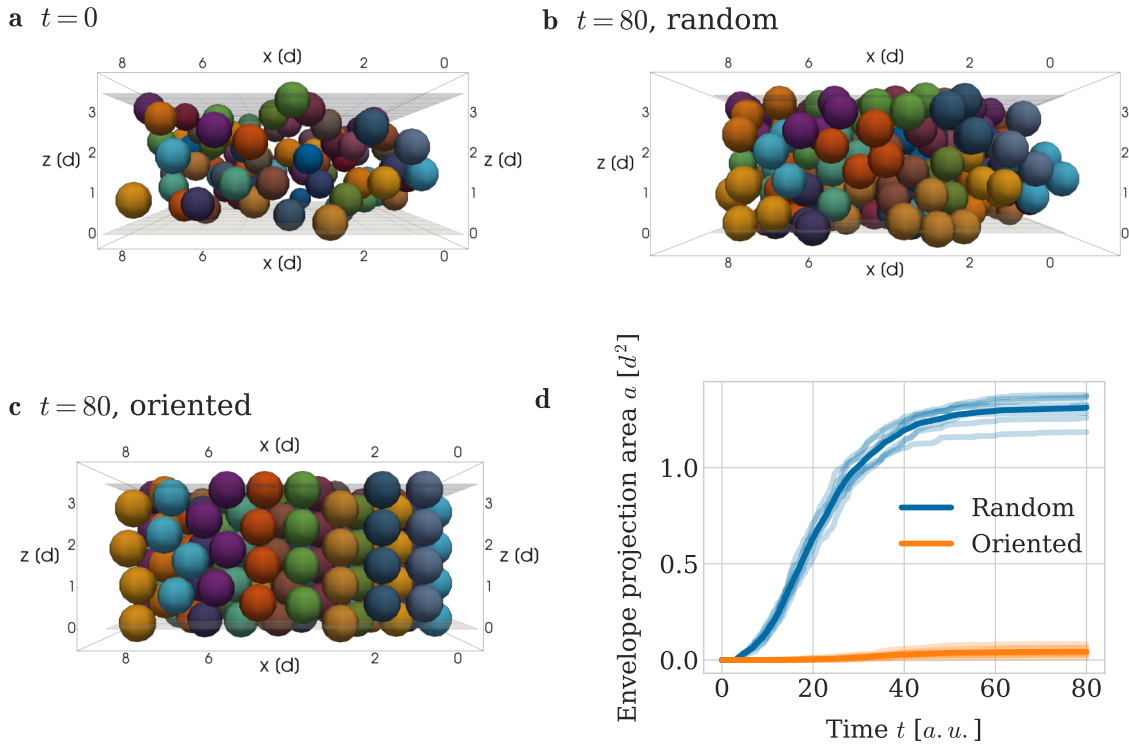 a t = 0
x (d)
8 6 2 0
3 3
2 2
z (d) z (d)
1 1
0 0
8 6 2 0
x (d)
b t = 80, random
x (d)
8 6 2 0
3 3
2 2
z (d) z (d)
1 1
0 0
8 6 2 0
x (d)
c t = 80, oriented
x (d)
8 6 2 0
3 3
2 2
z (d) z (d)
1 1
0 0
8 6 2 0
x (d)
d
Envelope projection area a [d²]
1.0
0.5
0.0
Random
Oriented
0 20 40 60 80
Time t [a. u.]